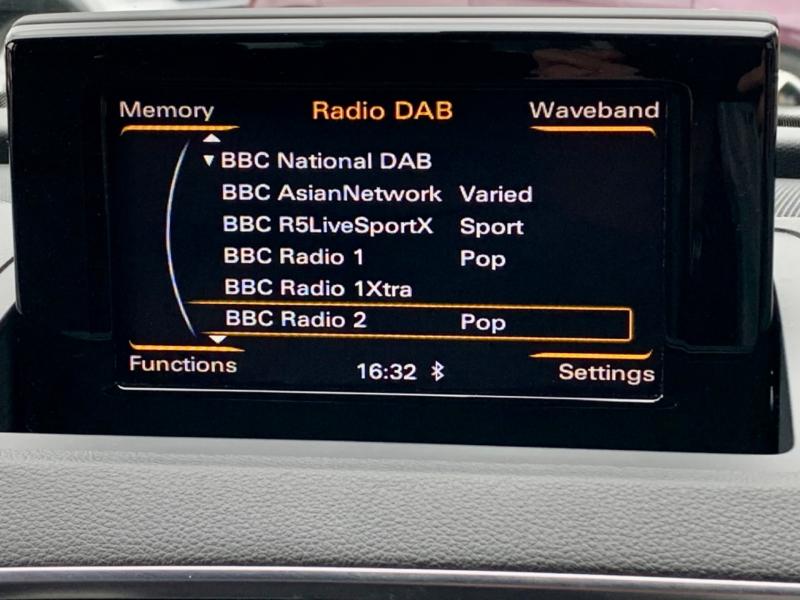 Memory Radio DAB Waveband
BBC National DAB
BBC AsianNetwork Varied
BBC R5LiveSportX Sport
BBC Radio 1 Pop
BBC Radio 1Xtra
BBC Radio 2 Pop
Functions 16:32 Settings